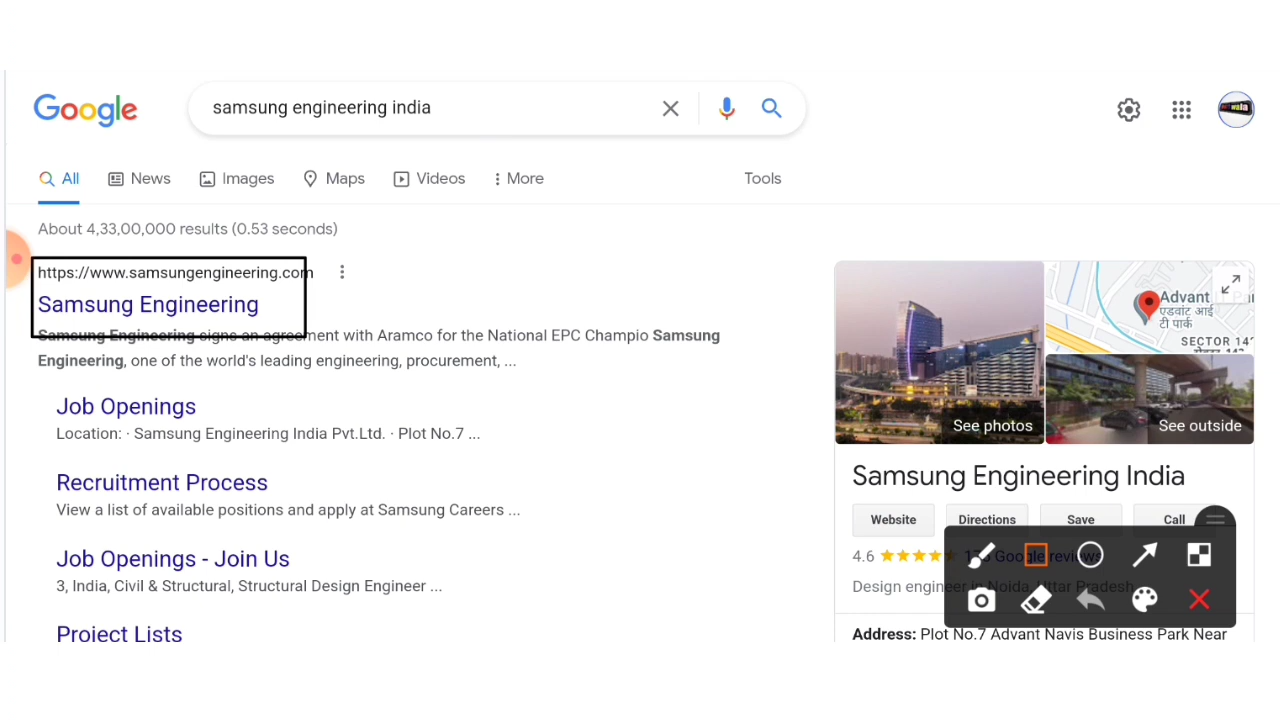 Google
samsung engineering india
All
News
Images
Maps
Videos
More
Tools
About 4,33,00,000 results (0.53 seconds)
https://www.samsungengineering.com
Samsung Engineering
Samsung Engineering signs an agreement with Aramco for the National EPC Champio Samsung
Engineering, one of the world's leading engineering, procurement, ...
Job Openings
Location: · Samsung Engineering India Pvt.Ltd. · Plot No.7 ...
Recruitment Process
View a list of available positions and apply at Samsung Careers ...
Job Openings - Join Us
3, India, Civil & Structural, Structural Design Engineer ...
Project Lists
Advant
एडवांट आई
टी पार्क
SECTOR
See photos
See outside
Samsung Engineering India
Website
Directions
Save
Call
4.6
Google reviews
Design engineer in Noida, Uttar Pradesh
Address: Plot No.7 Advant Navis Business Park Near